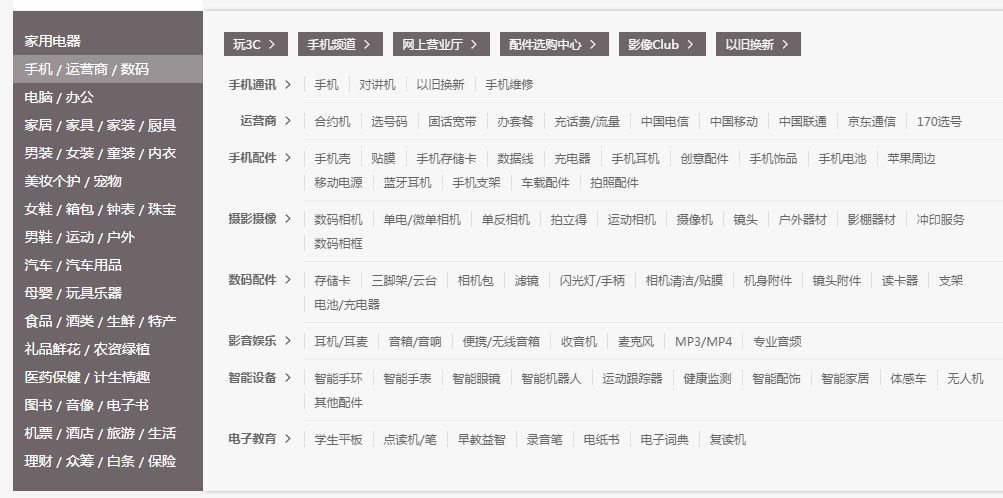 家用电器
手机 / 运营商 / 数码
电脑 / 办公
家居 / 家具 / 家装 / 厨具
男装 / 女装 / 童装 / 内衣
美妆个护 / 宠物
女鞋 / 箱包 / 钟表 / 珠宝
男鞋 / 运动 / 户外
汽车 / 汽车用品
母婴 / 玩具乐器
食品 / 酒类 / 生鲜 / 特产
礼品鲜花 / 农资绿植
医药保健 / 计生情趣
图书 / 音像 / 电子书
机票 / 酒店 / 旅游 / 生活
理财 / 众筹 / 白条 / 保险
玩3C > 手机频道 > 网上营业厅 > 配件选购中心 > 影像Club > 以旧换新 >
手机通讯 > 手机 对讲机 以旧换新 手机维修
运营商 > 合约机 选号码 固话宽带 办套餐 充话费/流量 中国电信 中国移动 中国联通 京东通信 170选号
手机配件 > 手机壳 贴膜 手机存储卡 数据线 充电器 手机耳机 创意配件 手机饰品 手机电池 苹果周边
移动电源 蓝牙耳机 手机支架 车载配件 拍照配件
摄影摄像 > 数码相机 单电/微单相机 单反相机 拍立得 运动相机 摄像机 镜头 户外器材 影棚器材 冲印服务
数码相框
数码配件 > 存储卡 三脚架/云台 相机包 滤镜 闪光灯/手柄 相机清洁/贴膜 机身附件 镜头附件 读卡器 支架
电池/充电器
影音娱乐 > 耳机/耳麦 音箱/音响 便携/无线音箱 收音机 麦克风 MP3/MP4 专业音频
智能设备 > 智能手环 智能手表 智能眼镜 智能机器人 运动跟踪器 健康监测 智能配饰 智能家居 体感车 无人机
其他配件
电子教育 > 学生平板 点读机/笔 早教益智 录音笔 电纸书 电子词典 复读机